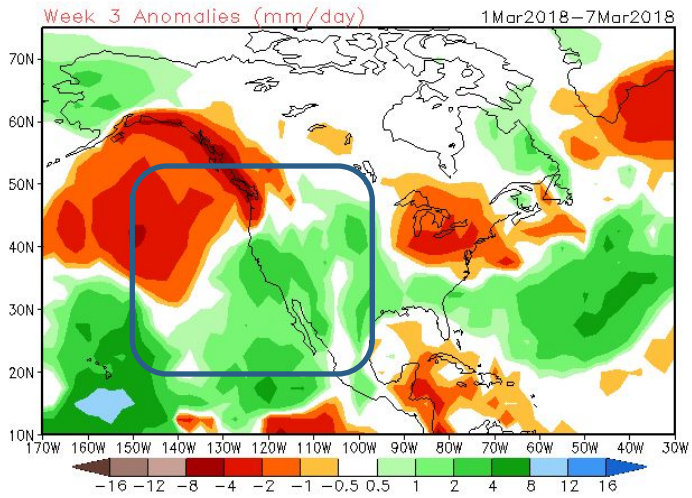 Week 3 Anomalies (mm/day) 1Mar2018−7Mar2018
70N
60N
50N
40N
30N
20N
10N
170W 160W 150W 140W 130W 120W 110W 100W 90W 80W 70W 60W 50W 40W 30W
−16 −12 −8 −4 −2 −1 −0.5 0.5 1 2 4 8 12 16